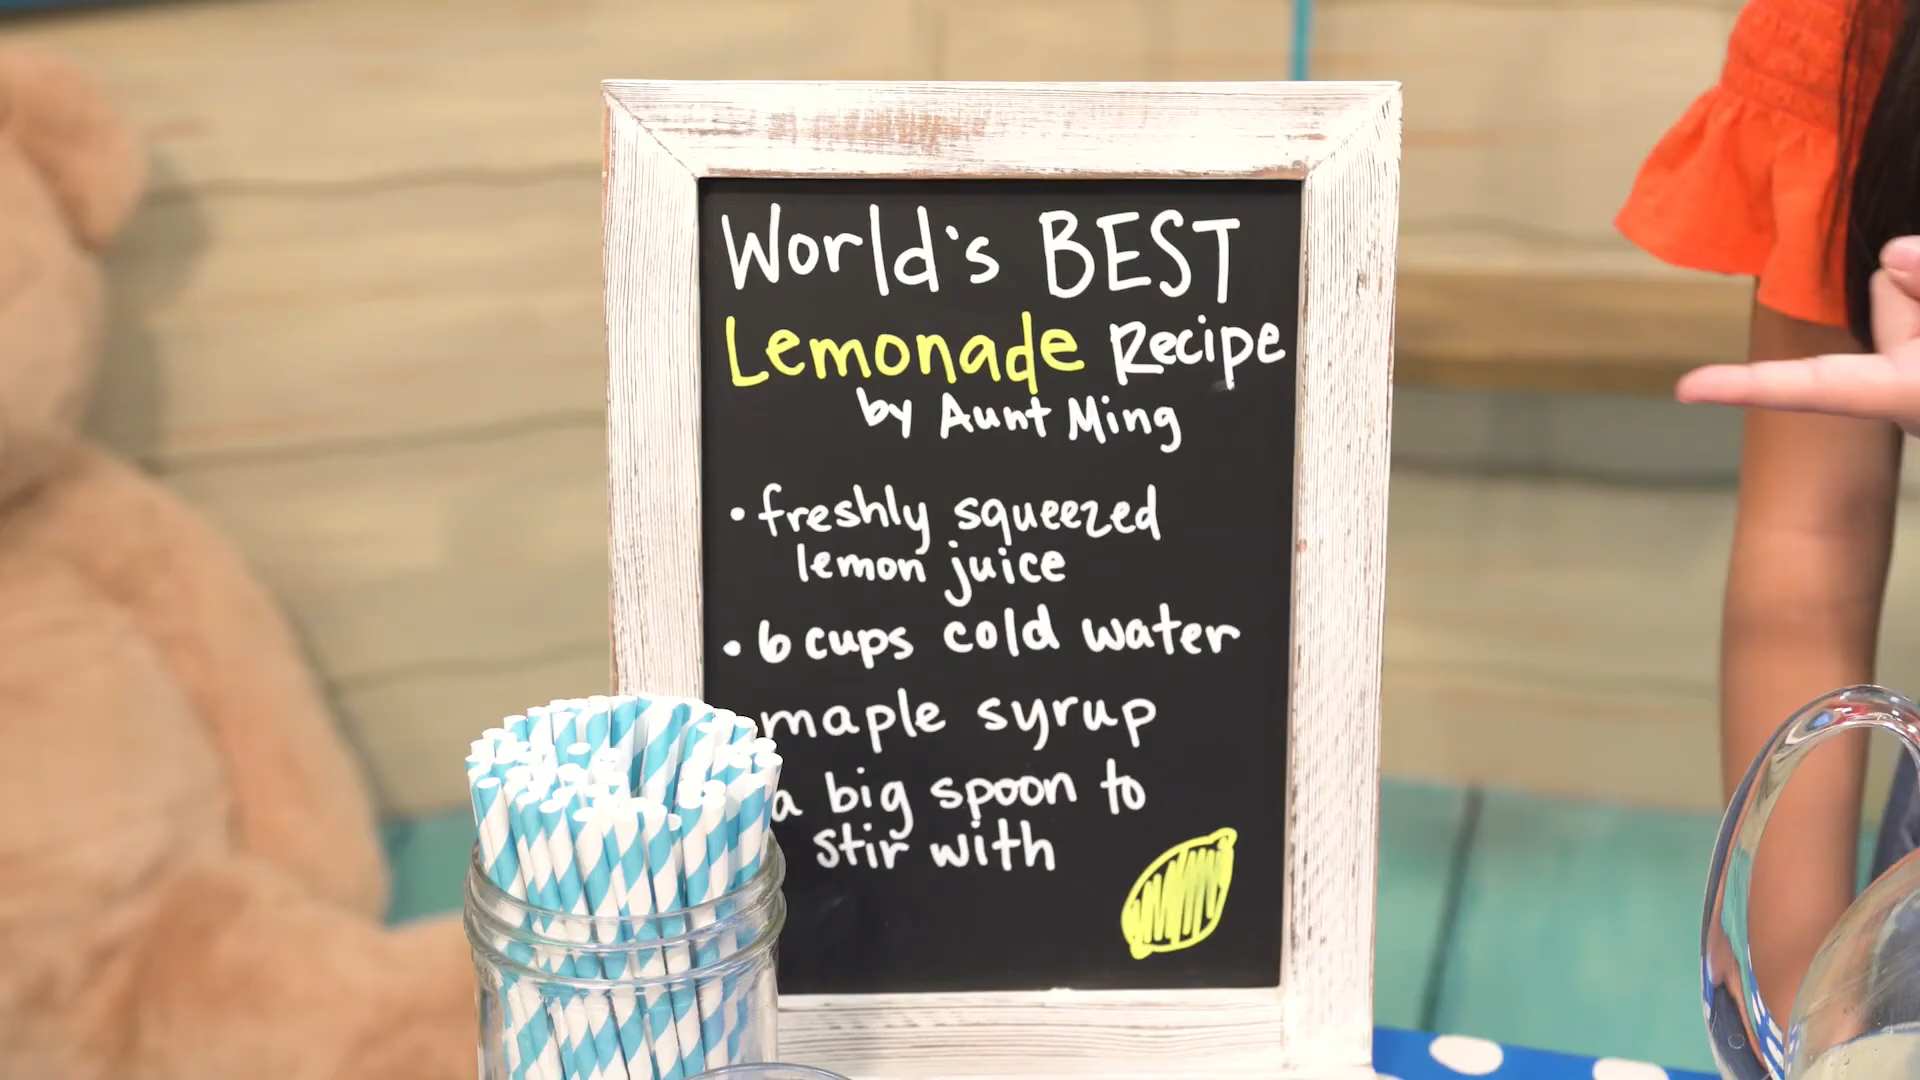 World's BEST
Lemonade Recipe
by Aunt Ming
• freshly squeezed
lemon juice
• 6 cups cold water
maple syrup
a big spoon to
stir with